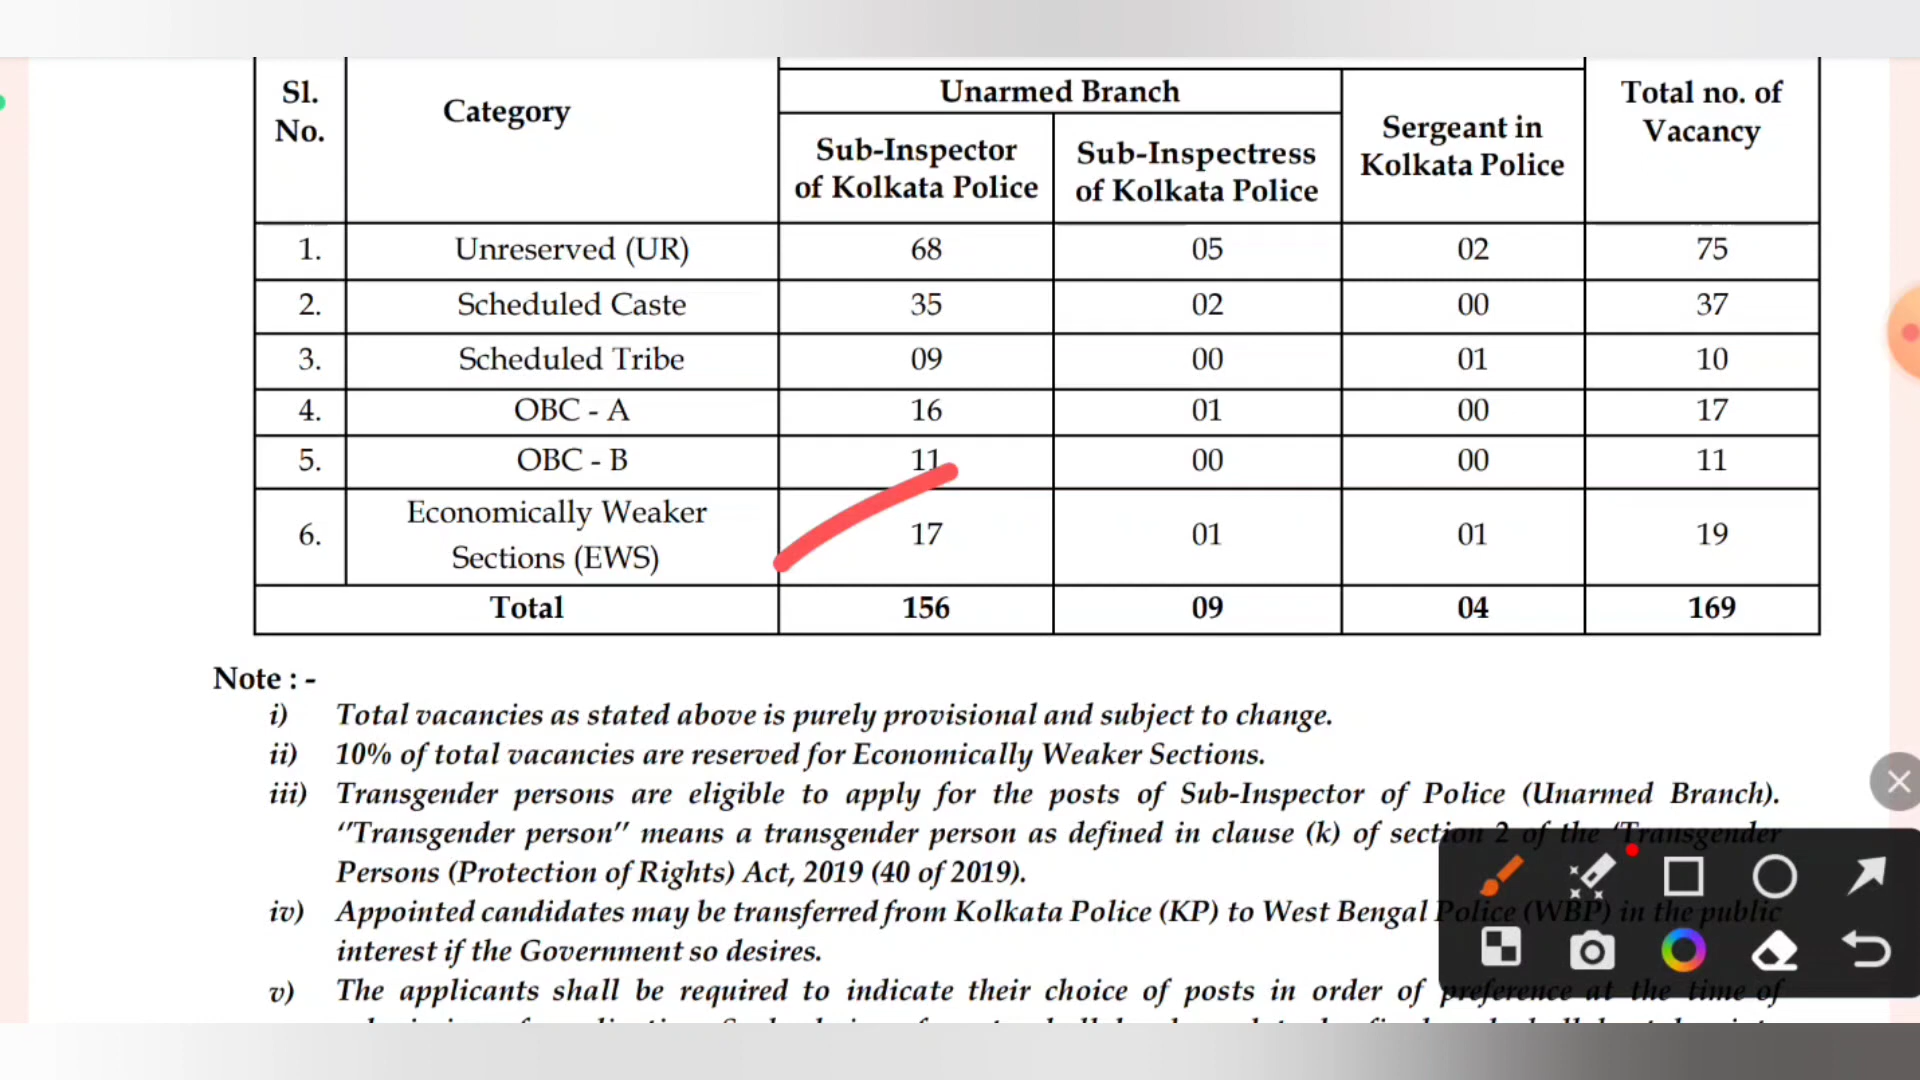 Sl. No. Category Unarmed Branch Sergeant in Kolkata Police Total no. of Vacancy
Sub-Inspector of Kolkata Police Sub-Inspectress of Kolkata Police
1. Unreserved (UR) 68 05 02 75
2. Scheduled Caste 35 02 00 37
3. Scheduled Tribe 09 00 01 10
4. OBC - A 16 01 00 17
5. OBC - B 11 00 00 11
6. Economically Weaker Sections (EWS) 17 01 01 19
Total 156 09 04 169
Note : -
i) Total vacancies as stated above is purely provisional and subject to change.
ii) 10% of total vacancies are reserved for Economically Weaker Sections.
iii) Transgender persons are eligible to apply for the posts of Sub-Inspector of Police (Unarmed Branch).
‘’Transgender person’’ means a transgender person as defined in clause (k) of section 2 of the ‘Transgender
Persons (Protection of Rights) Act, 2019 (40 of 2019).
iv) Appointed candidates may be transferred from Kolkata Police (KP) to West Bengal Police (WBP) in the public
interest if the Government so desires.
v) The applicants shall be required to indicate their choice of posts in order of preference at the time of